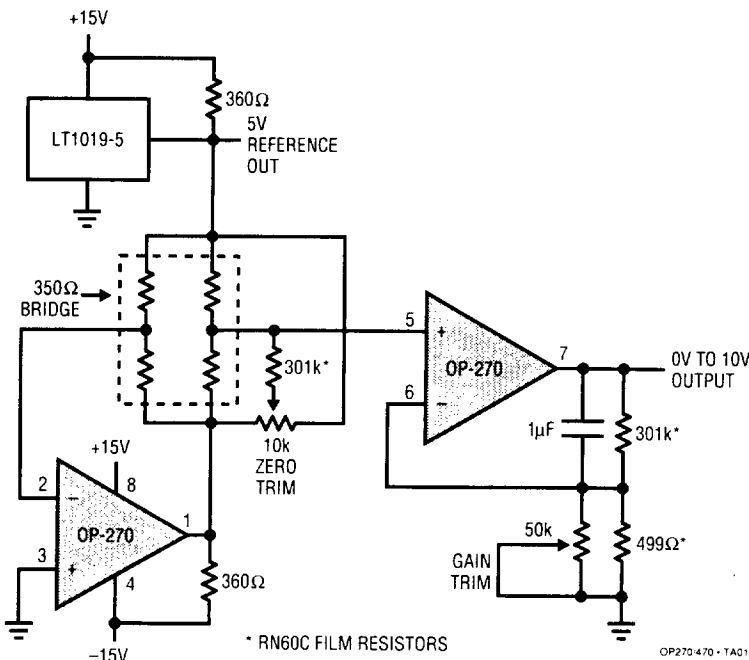 +15V
LT1019-5
360Ω
5V
REFERENCE
OUT
350Ω
BRIDGE
301k*
10k
ZERO
TRIM
5
6
+
−
OP-270
7
0V TO 10V
OUTPUT
1µF
301k*
50k
GAIN
TRIM
499Ω*
+15V
2
3
−
+
OP-270
8
1
4
360Ω
−15V
* RN60C FILM RESISTORS
OP270/470 • TA01